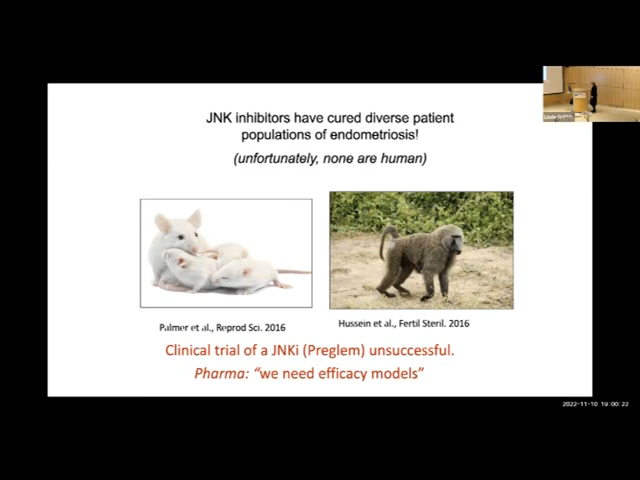 JNK inhibitors have cured diverse patient
populations of endometriosis!
(unfortunately, none are human)
Palmer et al., Reprod Sci. 2016
Hussein et al., Fertil Steril. 2016
Clinical trial of a JNKi (Preglem) unsuccessful.
Pharma: “we need efficacy models”
2022-11-10 19:00:22